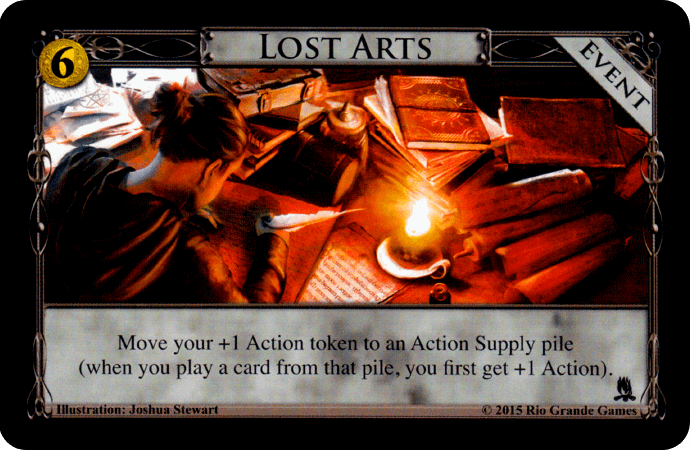 6
LOST ARTS
EVENT
Move your +1 Action token to an Action Supply pile
(when you play a card from that pile, you first get +1 Action).
Illustration: Joshua Stewart
© 2015 Rio Grande Games